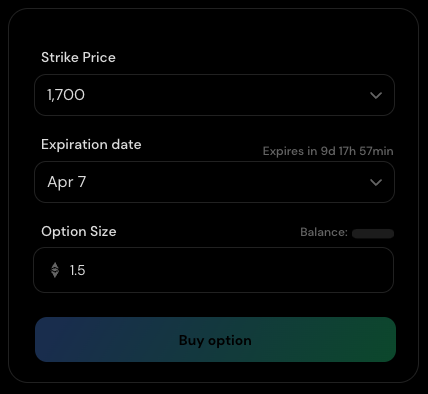 Strike Price
1,700
Expiration date
Expires in 9d 17h 57min
Apr 7
Option Size
Balance:
1.5
Buy option